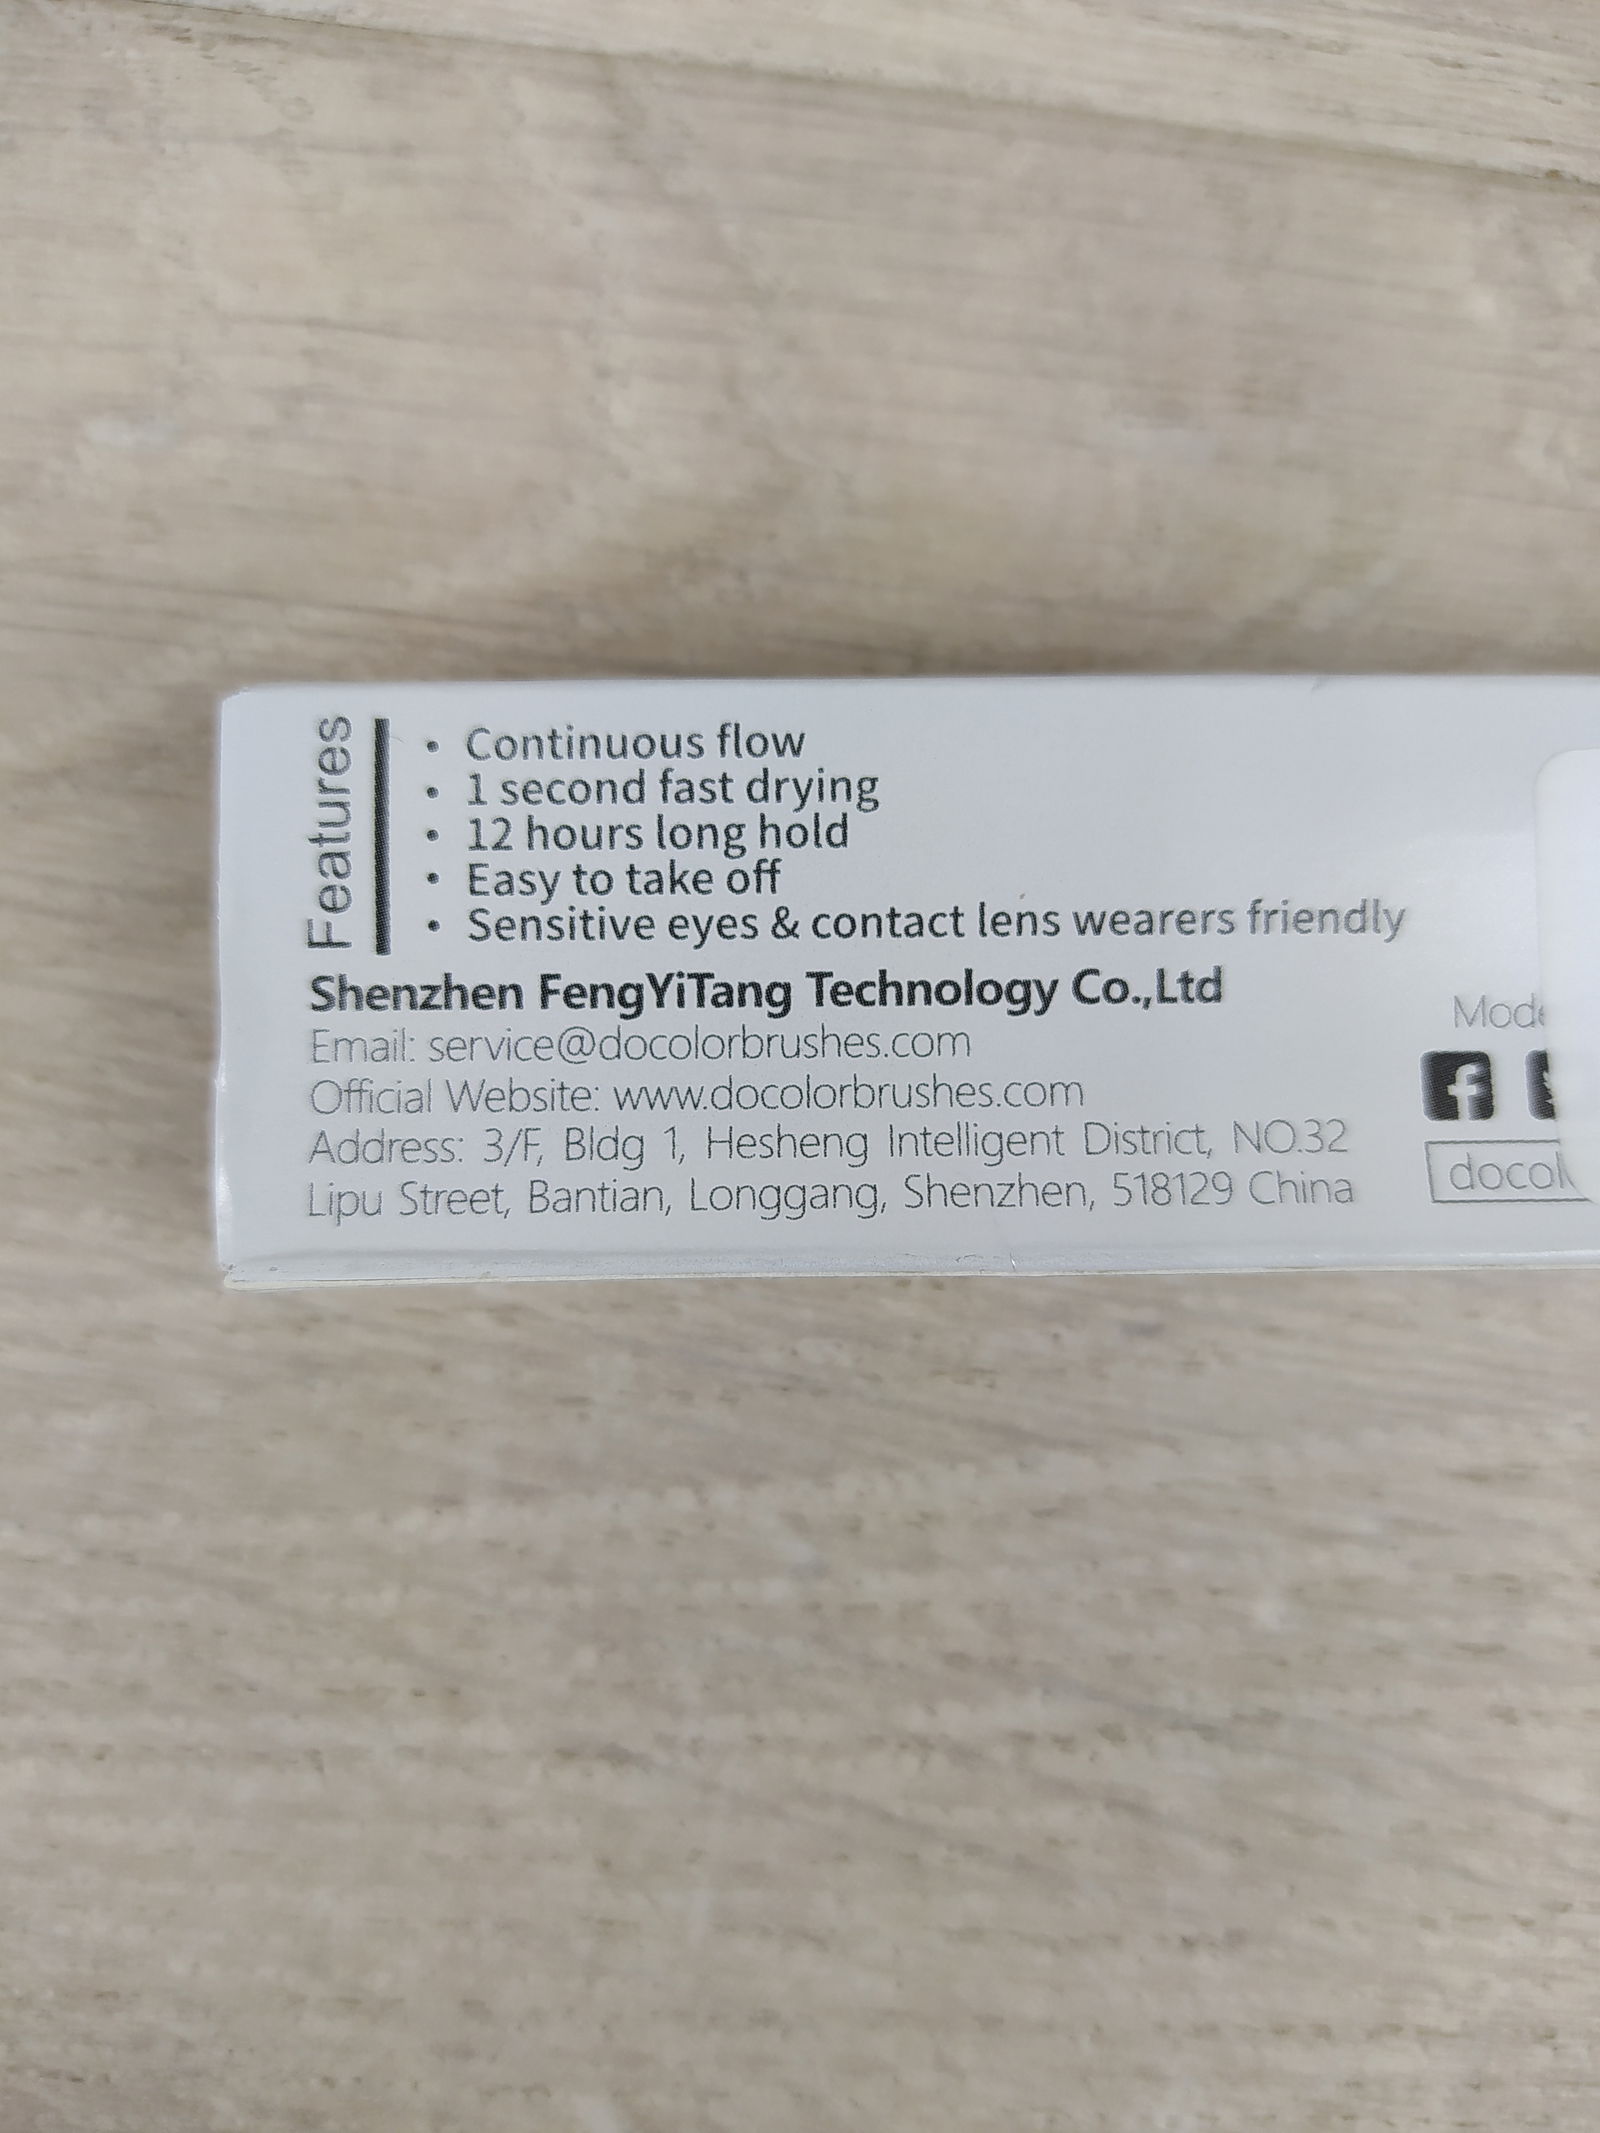 Features
• Continuous flow
• 1 second fast drying
• 12 hours long hold
• Easy to take off
• Sensitive eyes & contact lens wearers friendly
Shenzhen FengYiTang Technology Co.,Ltd
Email: service@docolorbrushes.com
Official Website: www.docolorbrushes.com
Address: 3/F, Bldg 1, Hesheng Intelligent District, NO.32
Lipu Street, Bantian, Longgang, Shenzhen, 518129 China